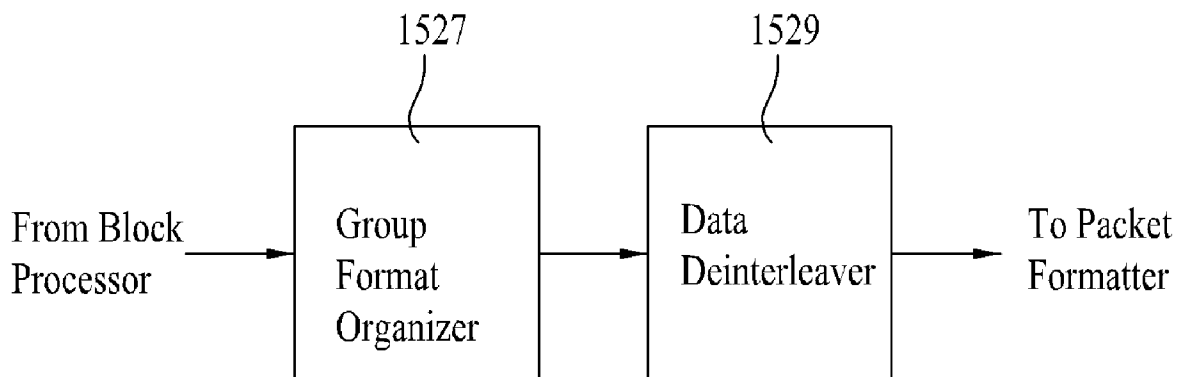 1527
1529
From Block
Processor
Group
Format
Organizer
Data
Deinterleaver
To Packet
Formatter